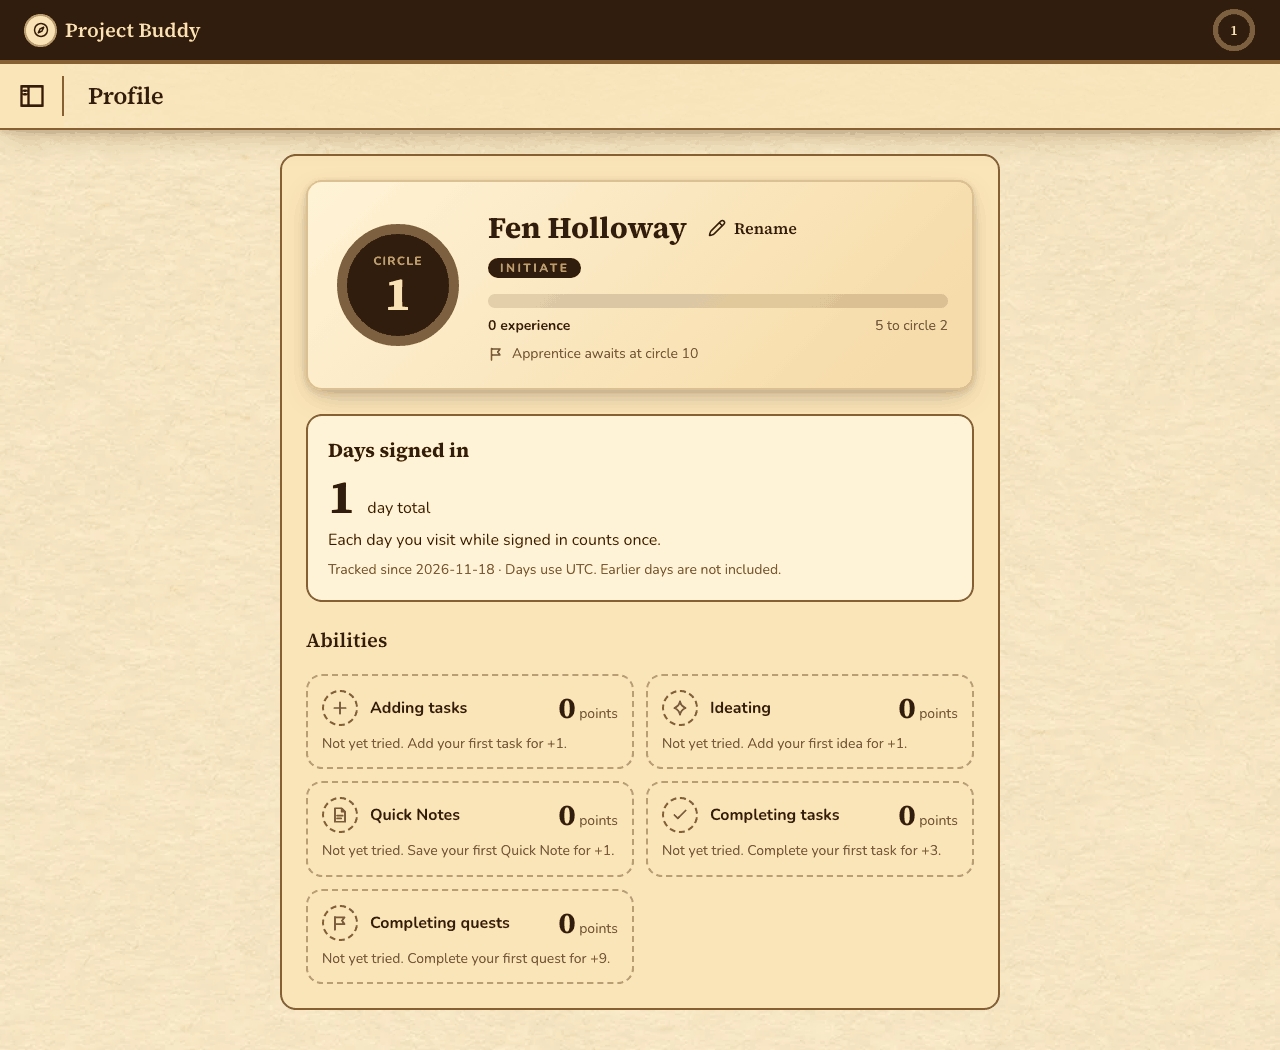 Project Buddy
1
Profile
CIRCLE
1
Fen Holloway
Rename
INITIATE
0 experience
5 to circle 2
Apprentice awaits at circle 10
Days signed in
1 day total
Each day you visit while signed in counts once.
Tracked since 2026-11-18 · Days use UTC. Earlier days are not included.
Abilities
Adding tasks
0 points
Not yet tried. Add your first task for +1.
Ideating
0 points
Not yet tried. Add your first idea for +1.
Quick Notes
0 points
Not yet tried. Save your first Quick Note for +1.
Completing tasks
0 points
Not yet tried. Complete your first task for +3.
Completing quests
0 points
Not yet tried. Complete your first quest for +9.